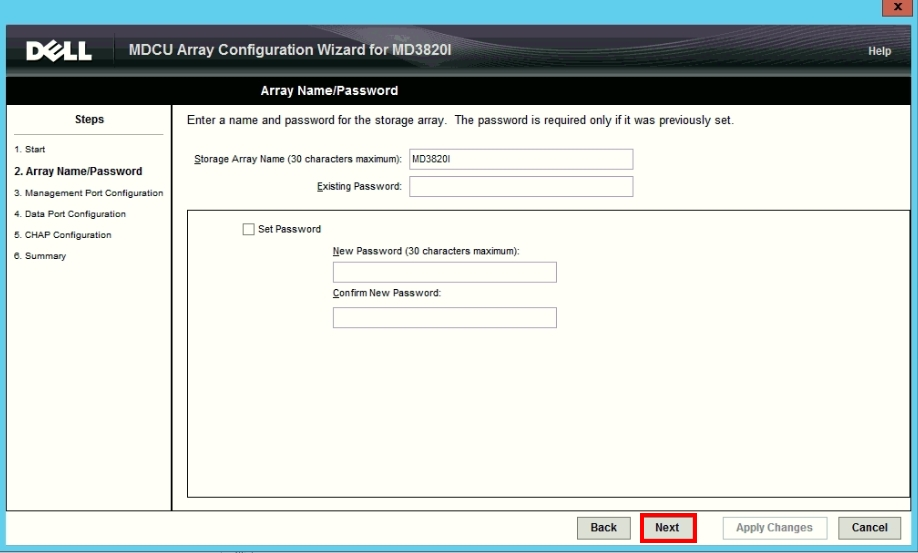 x
DELL
MDCU Array Configuration Wizard for MD3820I
Help
Array Name/Password
Steps
1. Start
2. Array Name/Password
3. Management Port Configuration
4. Data Port Configuration
5. CHAP Configuration
6. Summary
Enter a name and password for the storage array. The password is required only if it was previously set.
Storage Array Name (30 characters maximum): MD3820I
Existing Password:
Set Password
New Password (30 characters maximum):
Confirm New Password:
Back Next Apply Changes Cancel